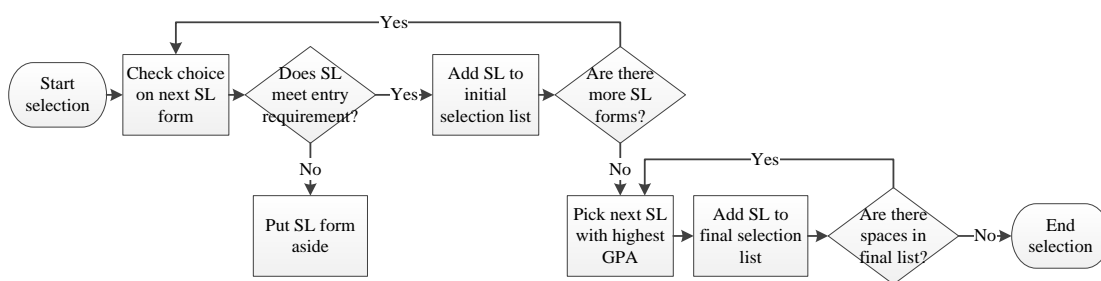 Yes
Start
selection
Check choice
on next SL
form
Does SL
meet entry
requirement?
Yes
Add SL to
initial
selection list
Are there
more SL
forms?
No
Put SL form
aside
No
Yes
Pick next SL
with highest
GPA
Add SL to
final selection
list
Are there
spaces in
final list?
No
End
selection